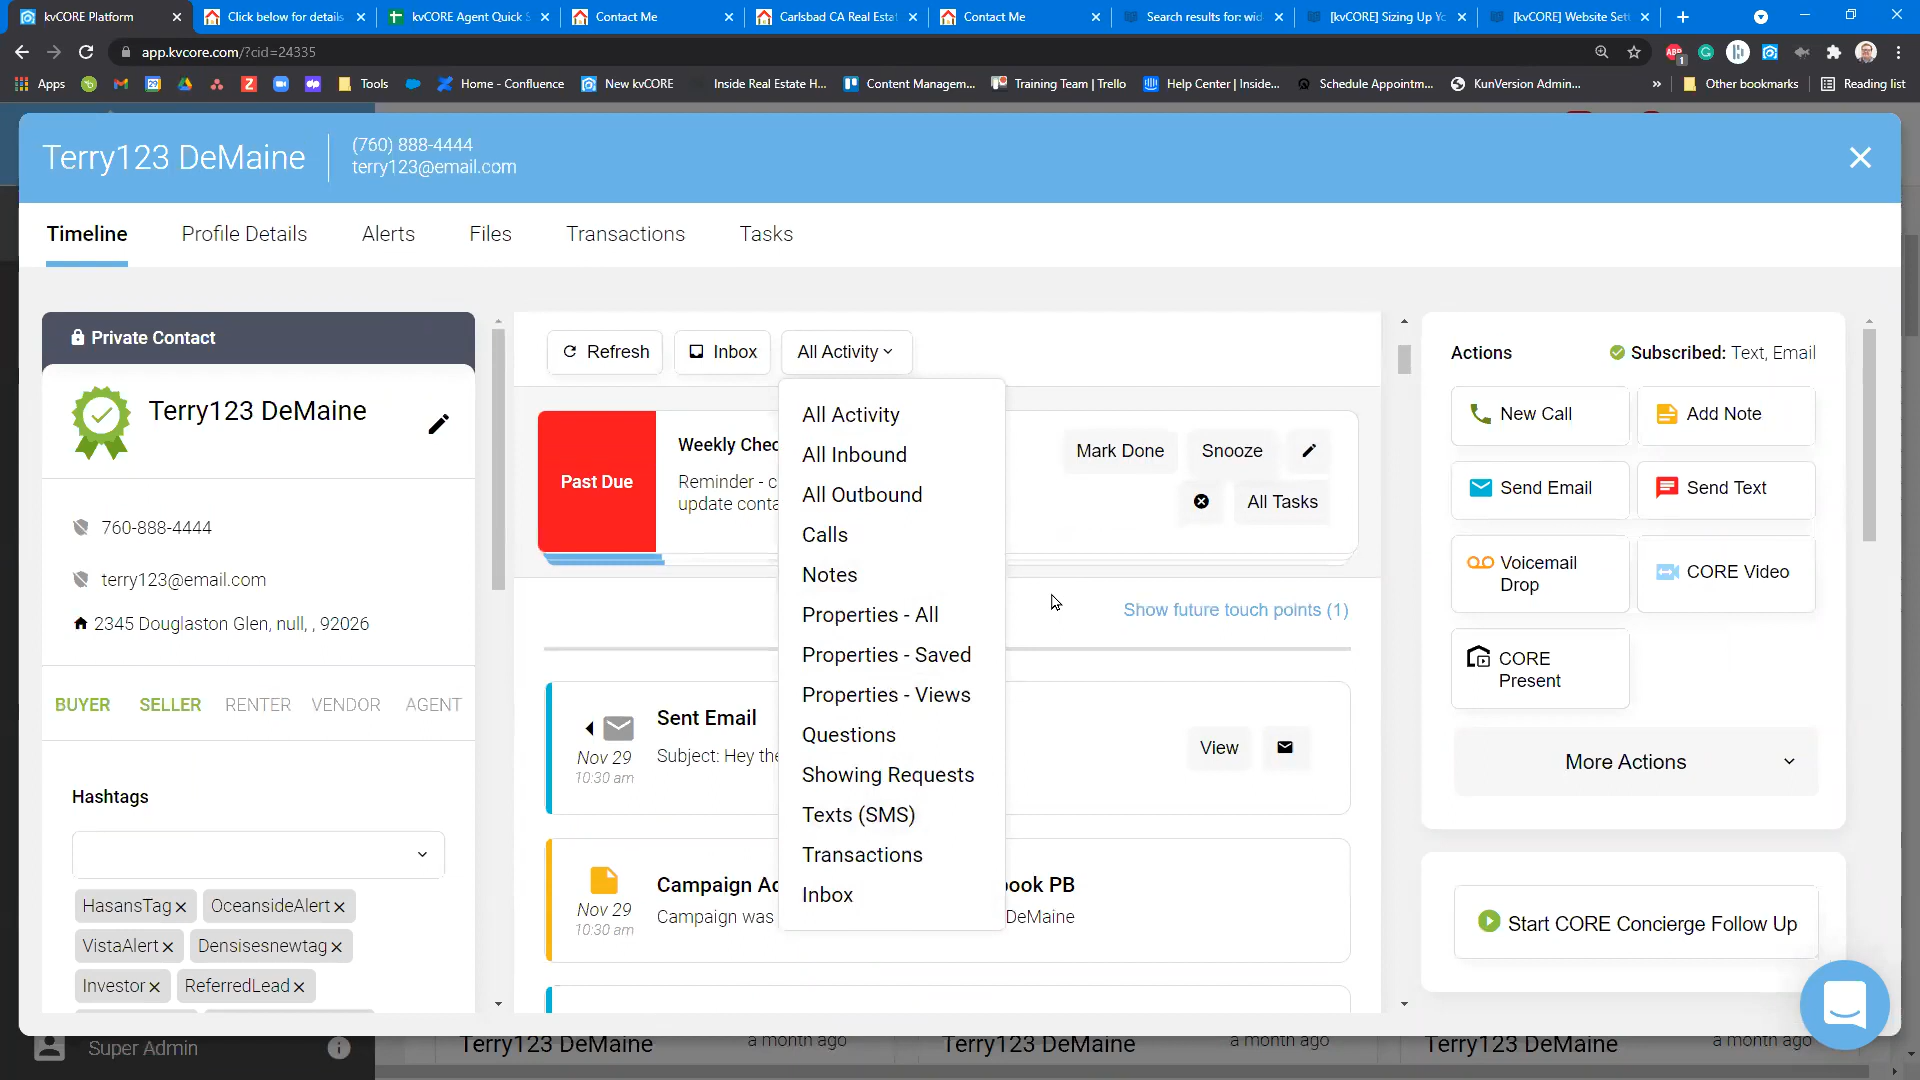 kvCORE Platform
Click below for details
kvCORE Agent Quick S
Contact Me
Carlsbad CA Real Esta
Contact Me
Search results for: wid
[kvCORE] Sizing Up Yo
[kvCORE] Website Sett
app.kvcore.com/?cid=24335
Apps
Tools
Home - Confluence
New kvCORE
Inside Real Estate H...
Content Managem...
Training Team | Trello
Help Center | Inside...
Schedule Appointm...
KunVersion Admin...
»
Other bookmarks
Reading list
Terry123 DeMaine
(760) 888-4444
terry123@email.com
Timeline
Profile Details
Alerts
Files
Transactions
Tasks
Private Contact
Terry123 DeMaine
760-888-4444
terry123@email.com
2345 Douglaston Glen, null, , 92026
BUYER SELLER RENTER VENDOR AGENT
Hashtags
HasansTag
OceansideAlert
VistaAlert
Densisesnewtag
Investor
ReferredLead
Refresh
Inbox
All Activity
All Activity
All Inbound
All Outbound
Calls
Notes
Properties - All
Properties - Saved
Properties - Views
Questions
Showing Requests
Texts (SMS)
Transactions
Inbox
Past Due
Weekly Chec
Reminder - c
update conta
Mark Done
Snooze
All Tasks
Show future touch points (1)
Nov 29
10:30 am
Sent Email
Subject: Hey the
View
Nov 29
10:30 am
Campaign Ad
ook PB
Campaign was
DeMaine
Actions
Subscribed: Text, Email
New Call
Add Note
Send Email
Send Text
Voicemail
Drop
CORE Video
CORE
Present
More Actions
Start CORE Concierge Follow Up
Super Admin
Terry123 DeMaine
a month ago
Terry123 DeMaine
a month ago
Terry123 DeMaine
a month ago